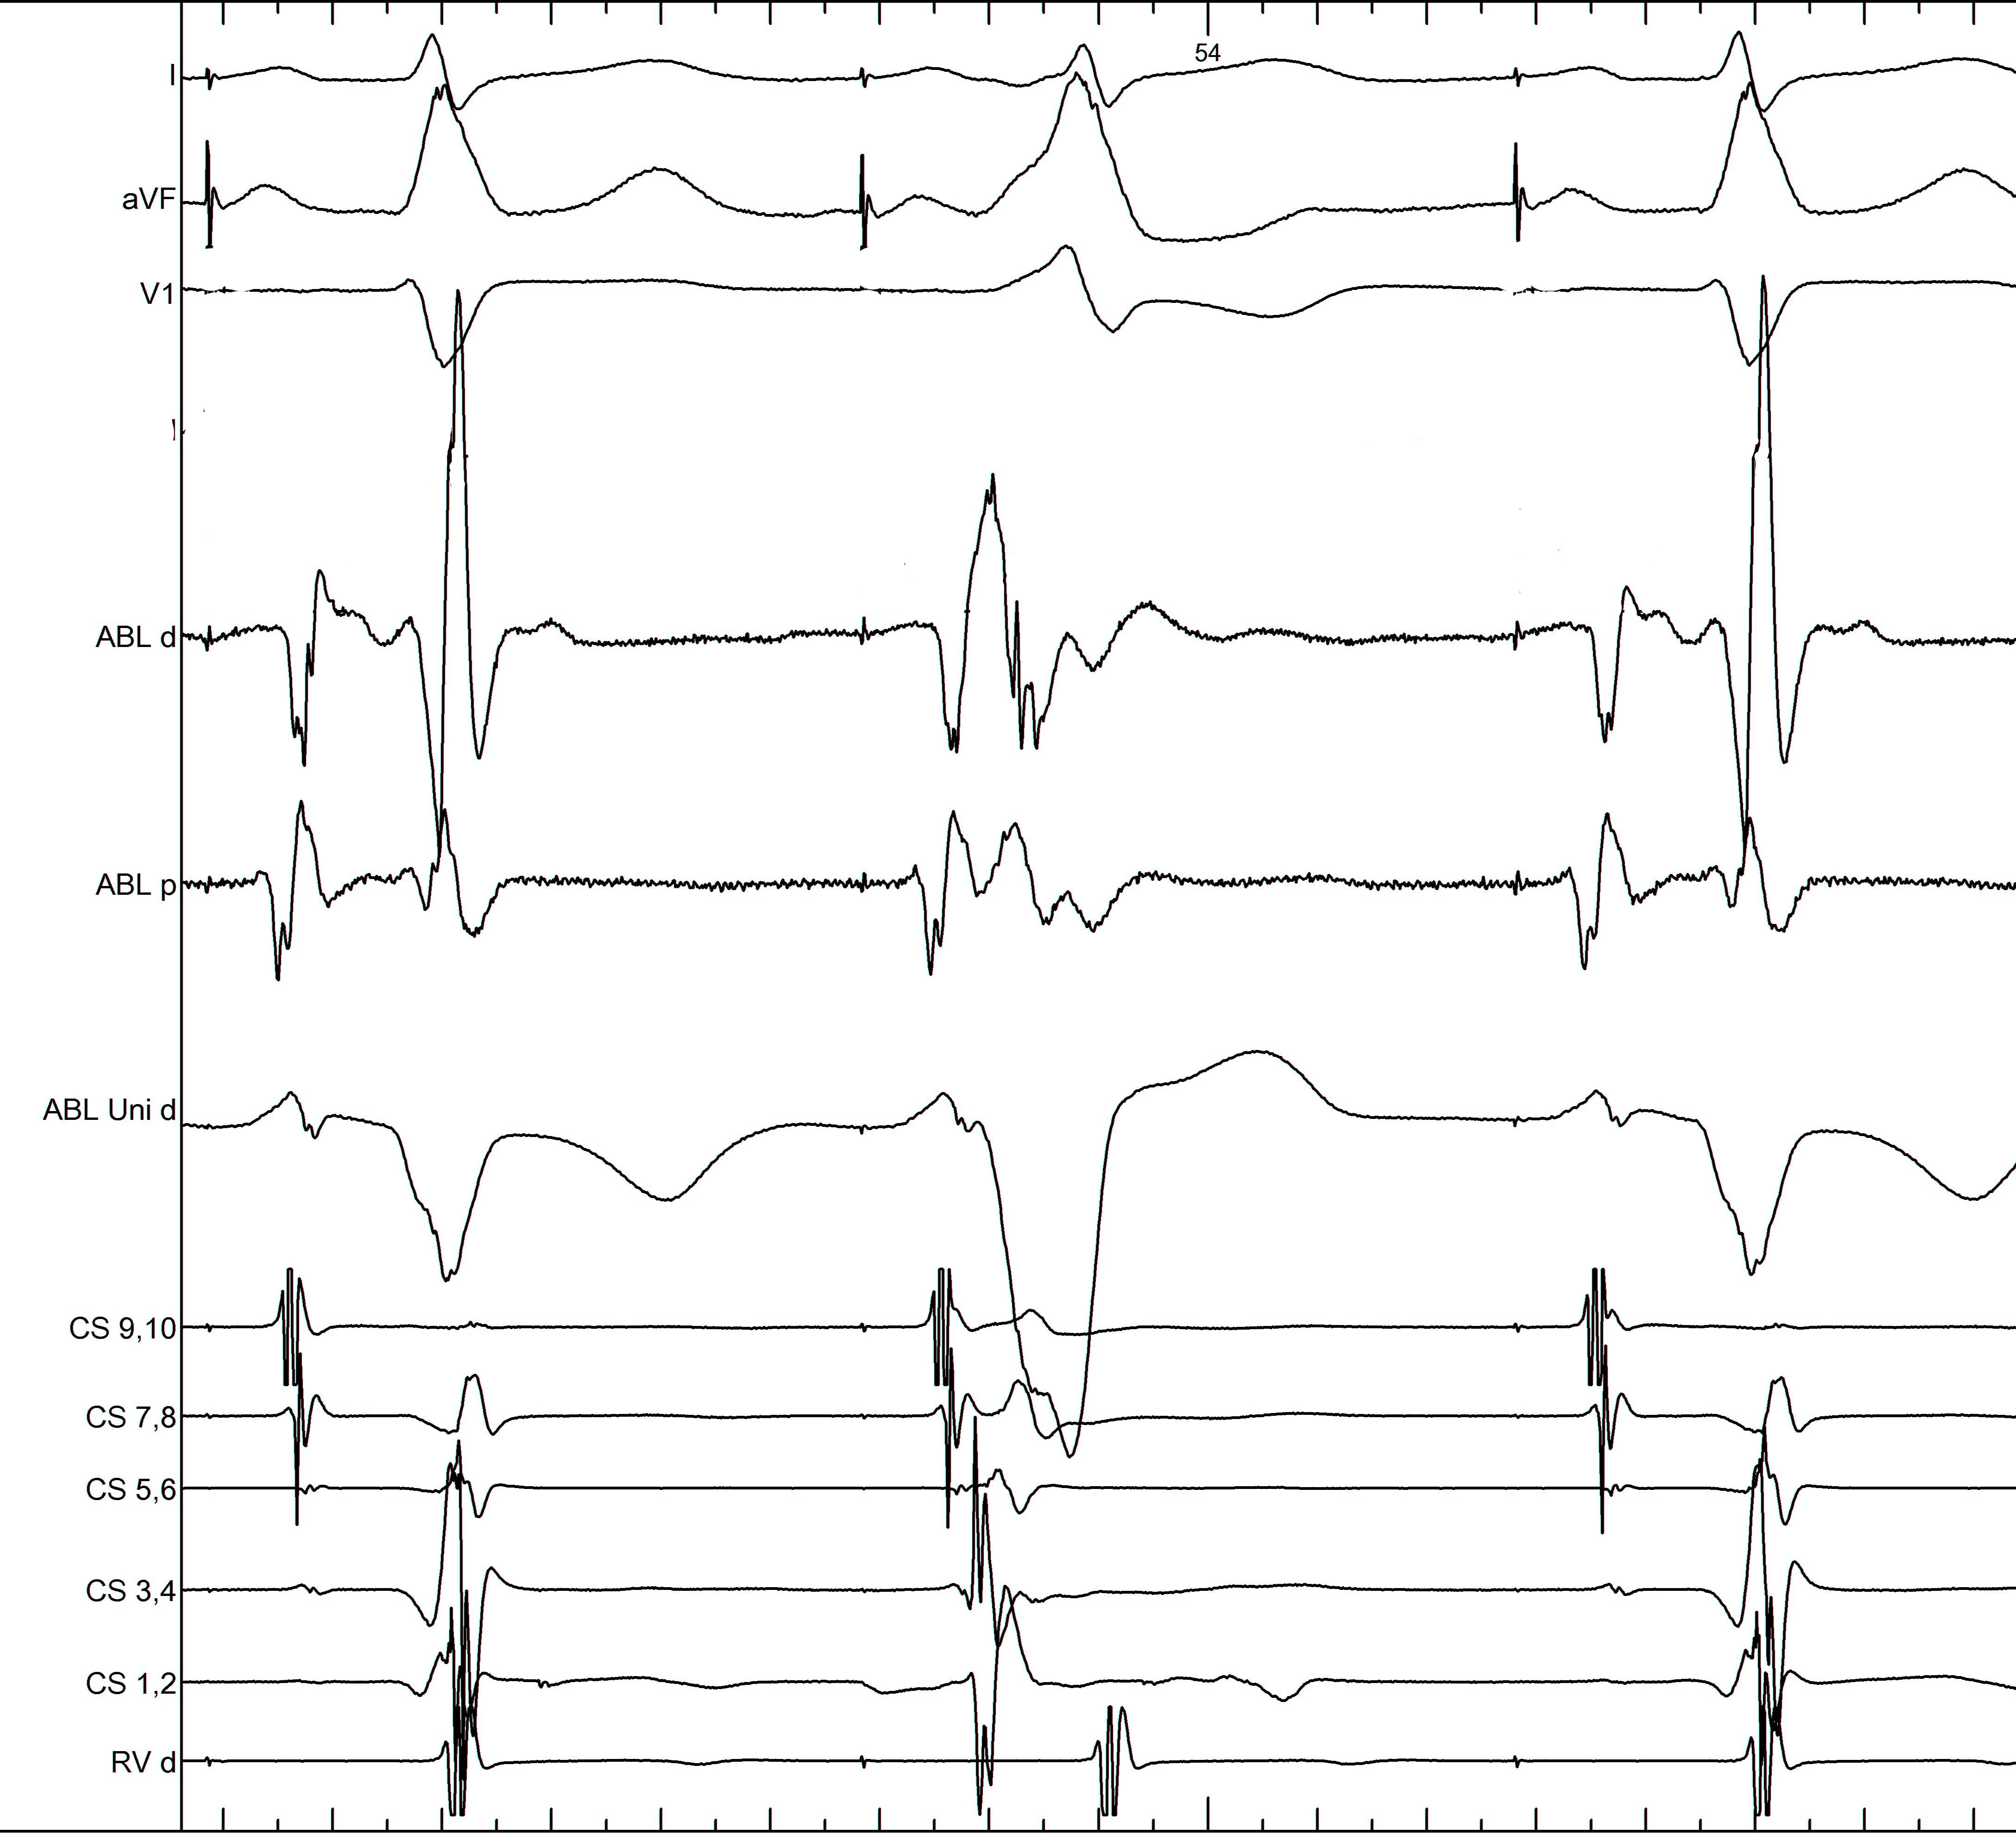 54
I
aVF
V1
ABL d
ABL p
ABL Uni d
CS 9,10
CS 7,8
CS 5,6
CS 3,4
CS 1,2
RV d